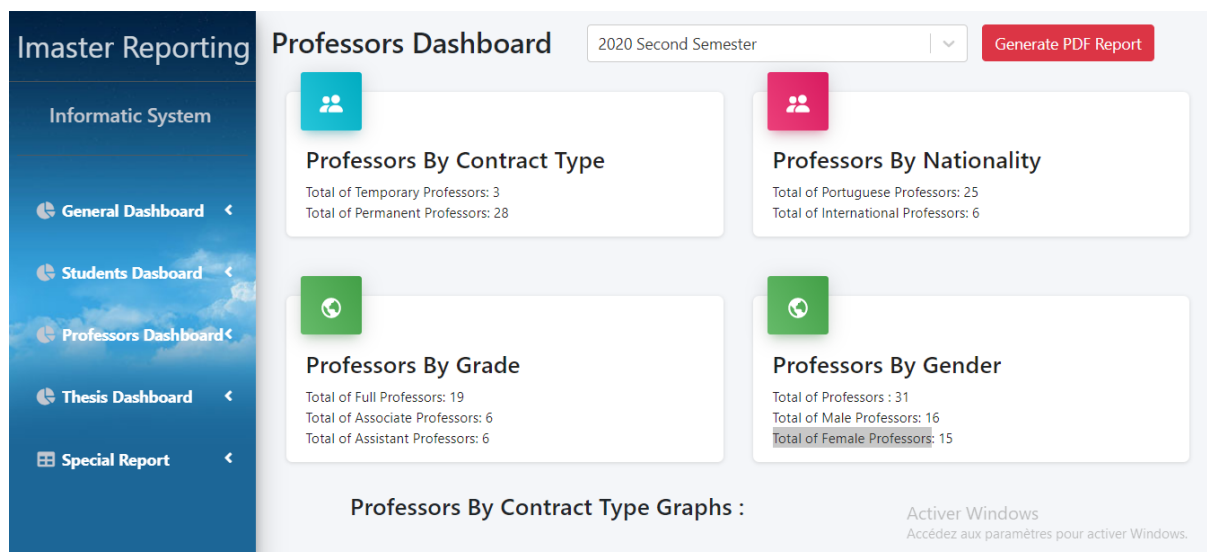 Imaster Reporting
Informatic System
General Dashboard
Students Dasboard
Professors Dashboard
Thesis Dashboard
Special Report
Professors Dashboard
2020 Second Semester
Generate PDF Report
Professors By Contract Type
Total of Temporary Professors: 3
Total of Permanent Professors: 28
Professors By Nationality
Total of Portuguese Professors: 25
Total of International Professors: 6
Professors By Grade
Total of Full Professors: 19
Total of Associate Professors: 6
Total of Assistant Professors: 6
Professors By Gender
Total of Professors : 31
Total of Male Professors: 16
Total of Female Professors: 15
Professors By Contract Type Graphs :
Activer Windows
Accédez aux paramètres pour activer Windows.